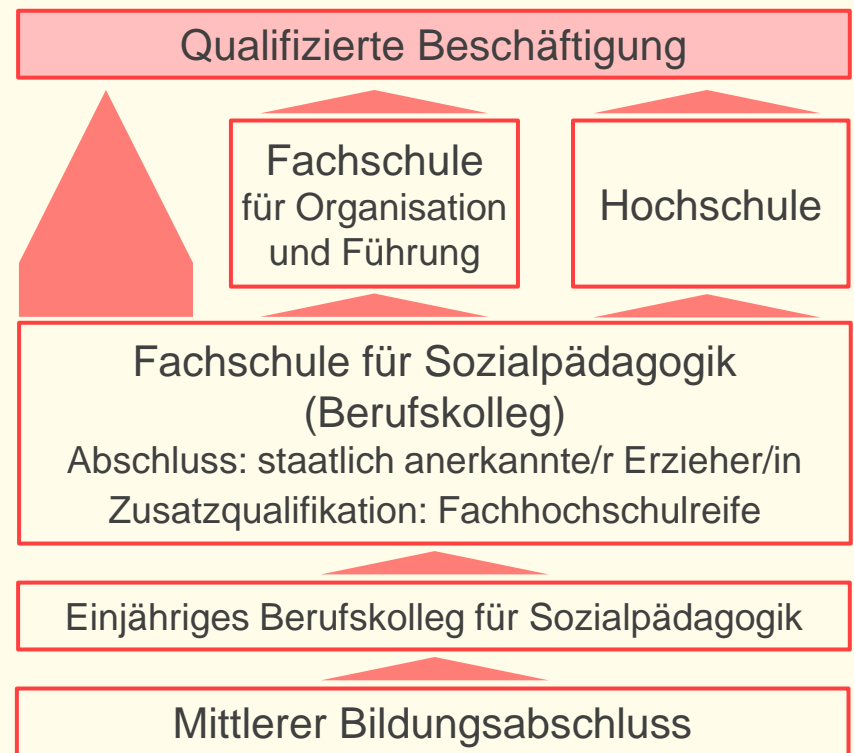 Qualifizierte Beschäftigung
Fachschule
für Organisation
und Führung
Hochschule
Fachschule für Sozialpädagogik
(Berufskolleg)
Abschluss: staatlich anerkannte/r Erzieher/in
Zusatzqualifikation: Fachhochschulreife
Einjähriges Berufskolleg für Sozialpädagogik
Mittlerer Bildungsabschluss